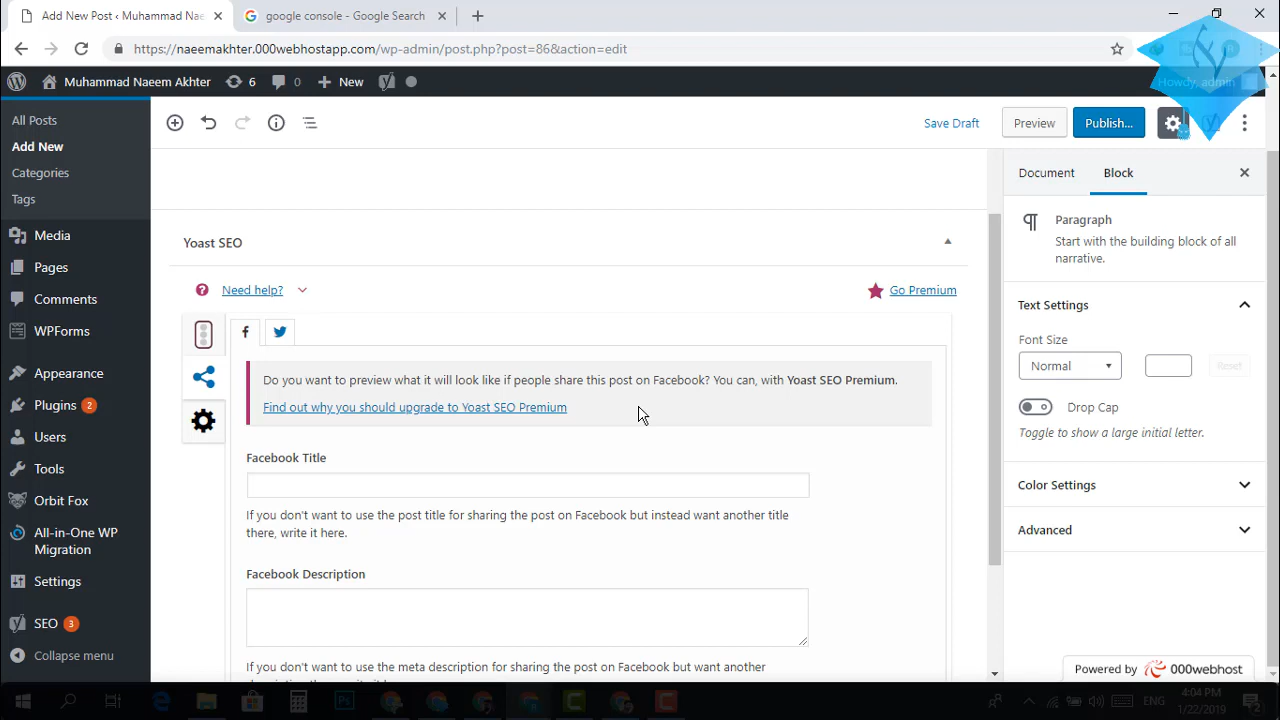 Add New Post ‹ Muhammad Nae
google console - Google Search
https://naeemakhter.000webhostapp.com/wp-admin/post.php?post=86&action=edit
Muhammad Naeem Akhter
6
0
New
Howdy, admin
All Posts
Add New
Categories
Tags
Media
Pages
Comments
WPForms
Appearance
Plugins 2
Users
Tools
Orbit Fox
All-in-One WP
Migration
Settings
SEO 3
Collapse menu
Save Draft
Preview
Publish...
Yoast SEO
Need help?
Go Premium
Do you want to preview what it will look like if people share this post on Facebook? You can, with Yoast SEO Premium.
Find out why you should upgrade to Yoast SEO Premium
Facebook Title
If you don't want to use the post title for sharing the post on Facebook but instead want another title
there, write it here.
Facebook Description
If you don't want to use the meta description for sharing the post on Facebook but want another
Document
Block
Paragraph
Start with the building block of all
narrative.
Text Settings
Font Size
Normal
Reset
Drop Cap
Toggle to show a large initial letter.
Color Settings
Advanced
Powered by 000webhost
ENG
4:04 PM
1/22/2019
2